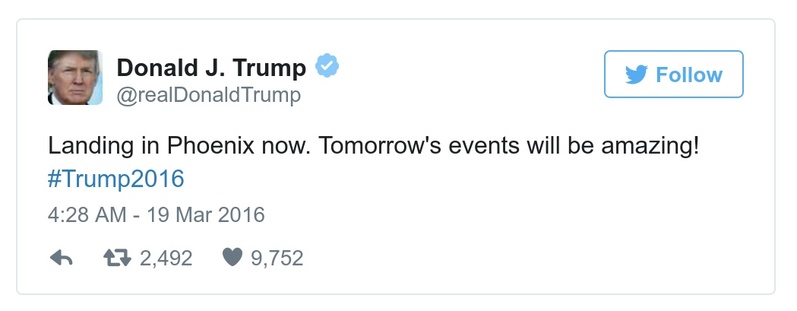 Donald J. Trump
@realDonaldTrump
Follow
Landing in Phoenix now. Tomorrow's events will be amazing!
#Trump2016
4:28 AM - 19 Mar 2016
2,492 9,752